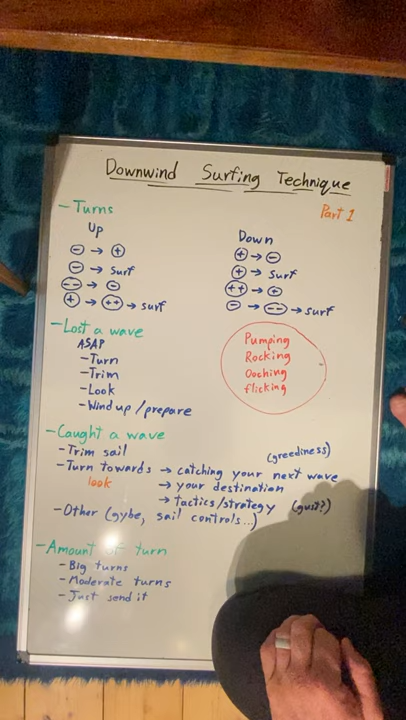 Downwind Surfing Technique
Part 1
- Turns
Up
⊖ → ⊕
⊖ → surf
(--) → ⊖
⊕ → (++) → surf
Down
⊕ → ⊖
⊕ → surf
(++) → ⊕
⊖ → (--) → surf
- Lost a wave
ASAP
- Turn
- Trim
- Look
- Wind up / prepare
Pumping
Rocking
Ooching
flicking
- Caught a wave
- Trim sail
(greediness)
- Turn towards → catching your next wave
look → your destination
→ tactics/strategy (gust?)
- Other (gybe, sail controls...)
- Amount of turn
- Big turns
- Moderate turns
- Just send it